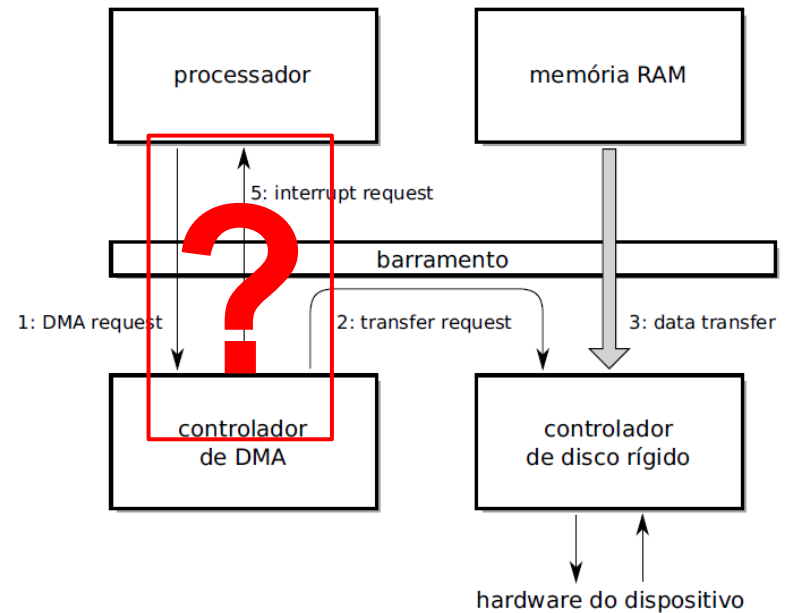 processador
memória RAM
5: interrupt request
barramento
1: DMA request
2: transfer request
3: data transfer
?
controlador
de DMA
controlador
de disco rígido
hardware do dispositivo